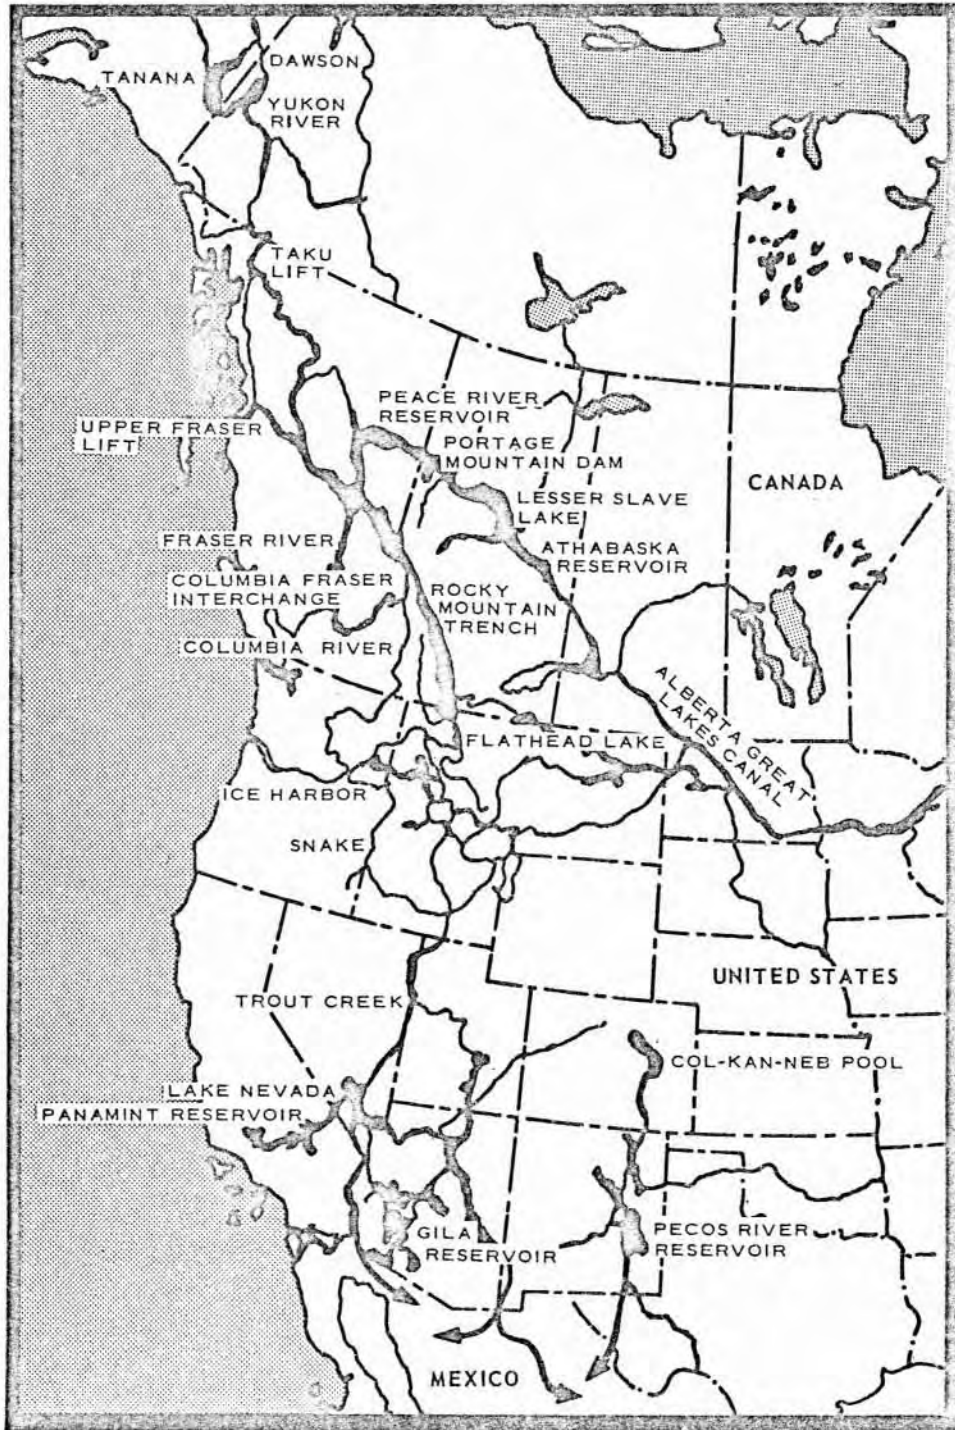 TANANA
DAWSON
YUKON
RIVER
TAKU
LIFT
PEACE RIVER
RESERVOIR
UPPER FRASER
LIFT
PORTAGE
MOUNTAIN DAM
CANADA
LESSER SLAVE
LAKE
FRASER RIVER
ATHABASKA
RESERVOIR
COLUMBIA FRASER
INTERCHANGE
ROCKY
MOUNTAIN
TRENCH
COLUMBIA RIVER
ALBERTA GREAT
LAKES CANAL
FLATHEAD LAKE
ICE HARBOR
SNAKE
UNITED STATES
TROUT CREEK
COL-KAN-NEB POOL
LAKE NEVADA
PANAMINT RESERVOIR
GILA
RESERVOIR
PECOS RIVER
RESERVOIR
MEXICO